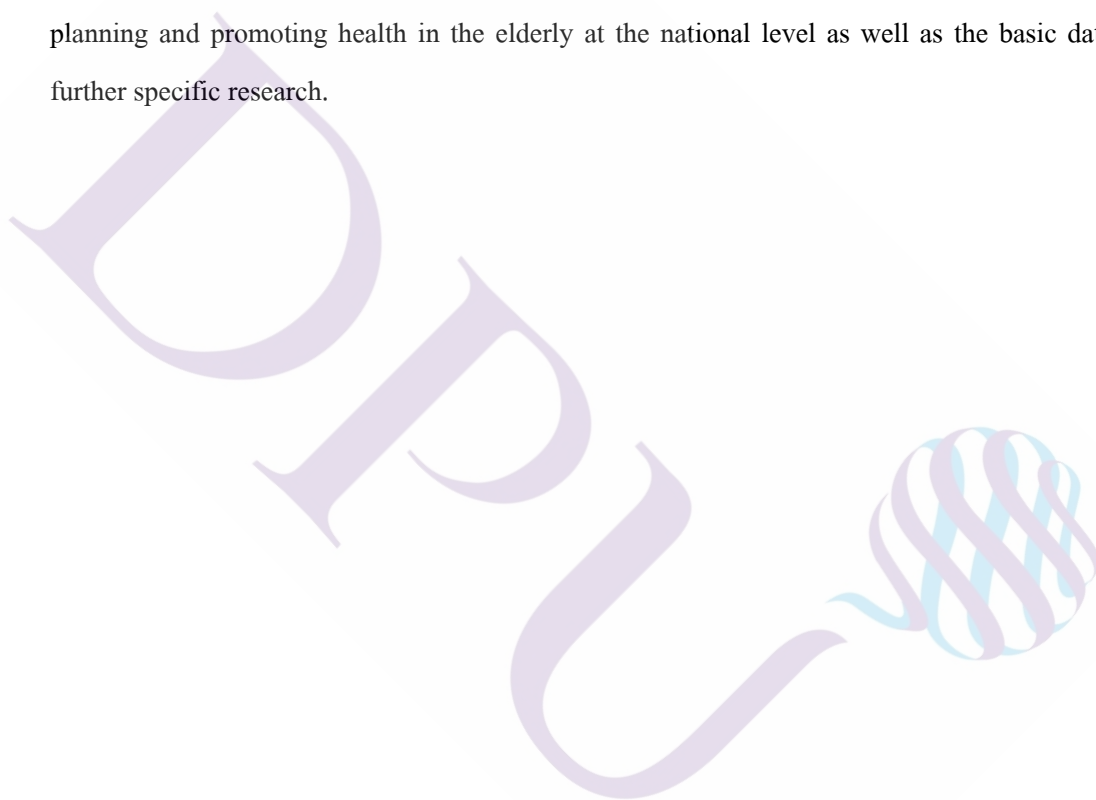 planning and promoting health in the elderly at the national level as well as the basic
further specific research.
DPU